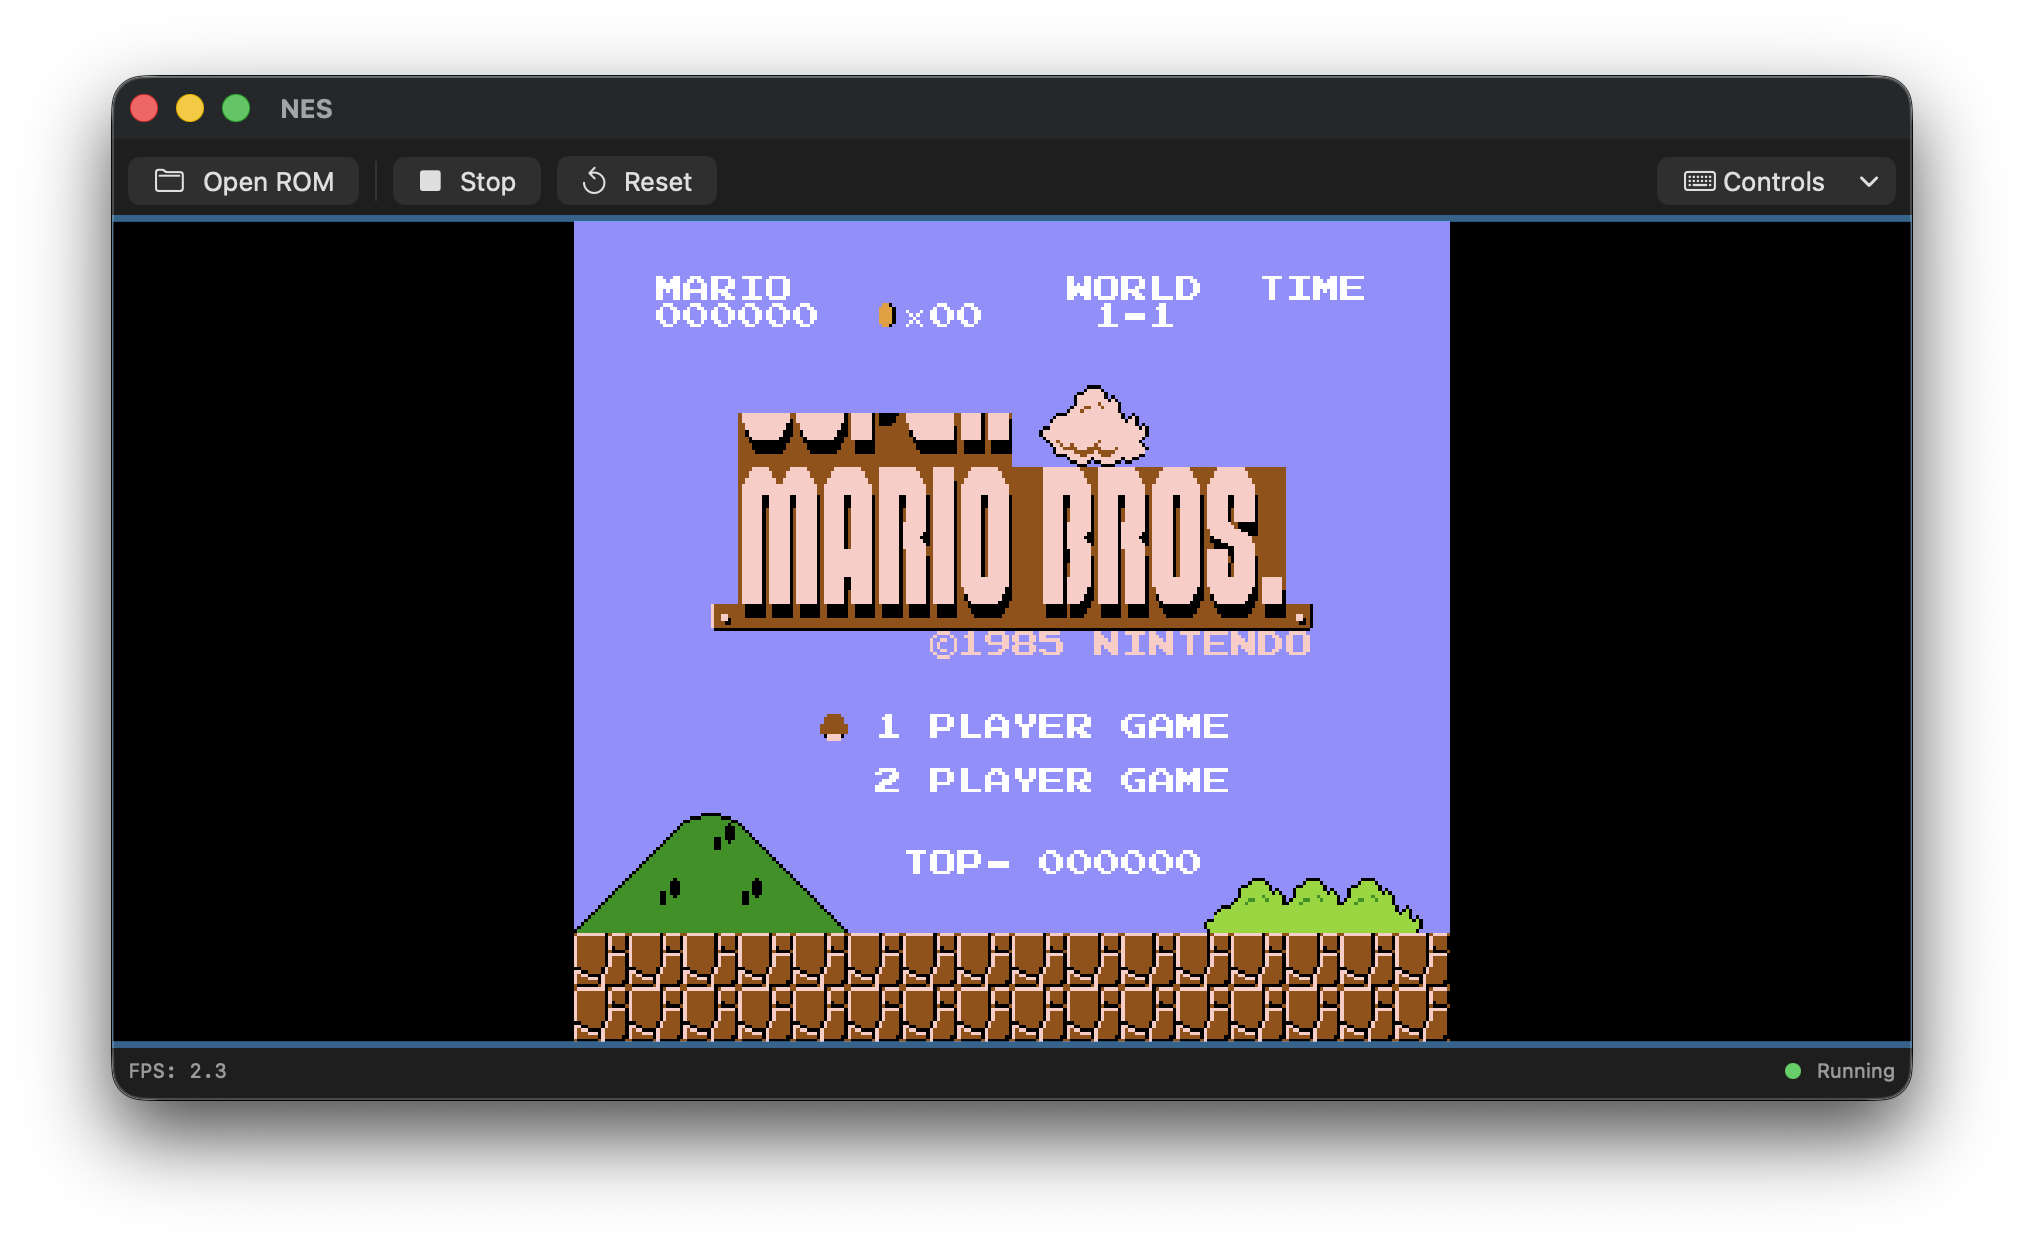 NES
Open ROM
Stop
Reset
Controls
MARIO WORLD TIME
000000 x00 1-1
MARIO BROS.
©1985 NINTENDO
1 PLAYER GAME
2 PLAYER GAME
TOP- 000000
FPS: 2.3
Running